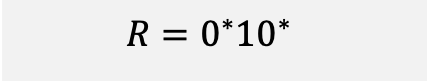 R = 0*10*